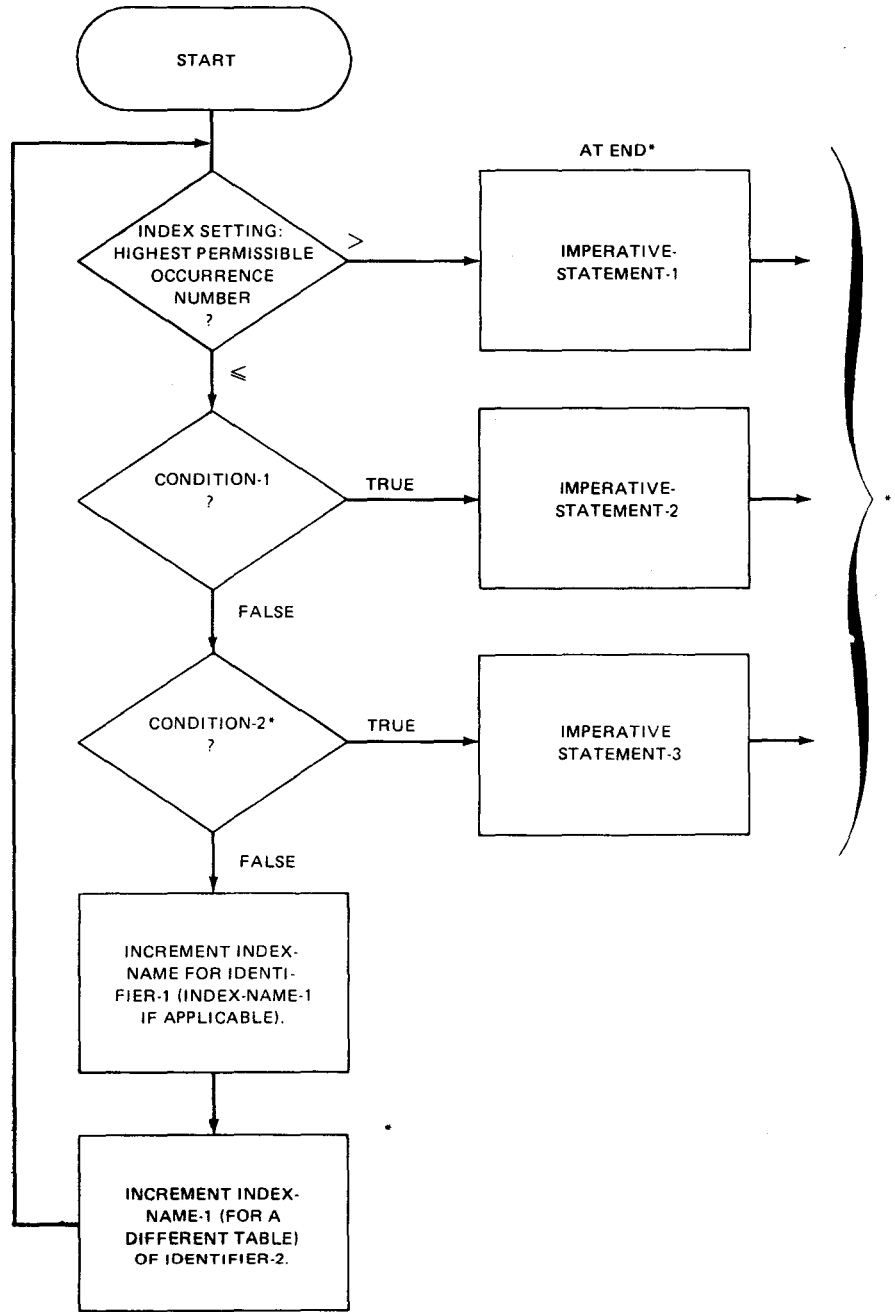 START
AT END*
INDEX SETTING:
HIGHEST PERMISSIBLE
OCCURRENCE
NUMBER
?
>
IMPERATIVE-
STATEMENT-1
≤
CONDITION-1
?
TRUE
IMPERATIVE-
STATEMENT-2
*
FALSE
CONDITION-2*
?
TRUE
IMPERATIVE
STATEMENT-3
FALSE
INCREMENT INDEX-
NAME FOR IDENTI-
FIER-1 (INDEX-NAME-1
IF APPLICABLE).
*
INCREMENT INDEX-
NAME-1 (FOR A
DIFFERENT TABLE)
OF IDENTIFIER-2.